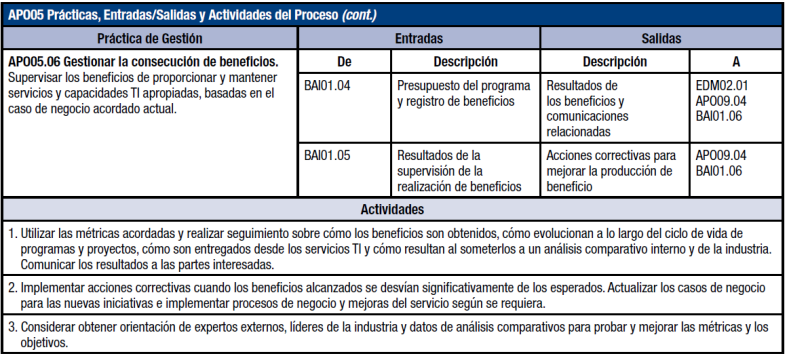 APO05 Prácticas, Entradas/Salidas y Actividades del Proceso (cont.)
Práctica de Gestión
Entradas
Salidas
APO05.06 Gestionar la consecución de beneficios.
Supervisar los beneficios de proporcionar y mantener
servicios y capacidades TI apropiadas, basadas en el
caso de negocio acordado actual.
De
Descripción
Descripción
A
BAI01.04
Presupuesto del programa
y registro de beneficios
Resultados de
los beneficios y
comunicaciones
relacionadas
EDM02.01
APO09.04
BAI01.06
BAI01.05
Resultados de la
supervisión de la
realización de beneficios
Acciones correctivas para
mejorar la producción de
beneficio
APO09.04
BAI01.06
Actividades
1. Utilizar las métricas acordadas y realizar seguimiento sobre cómo los beneficios son obtenidos, cómo evolucionan a lo largo del ciclo de vida de
programas y proyectos, cómo son entregados desde los servicios TI y cómo resultan al someterlos a un análisis comparativo interno y de la industria.
Comunicar los resultados a las partes interesadas.
2. Implementar acciones correctivas cuando los beneficios alcanzados se desvían significativamente de los esperados. Actualizar los casos de negocio
para las nuevas iniciativas e implementar procesos de negocio y mejoras del servicio según se requiera.
3. Considerar obtener orientación de expertos externos, líderes de la industria y datos de análisis comparativos para probar y mejorar las métricas y los
objetivos.